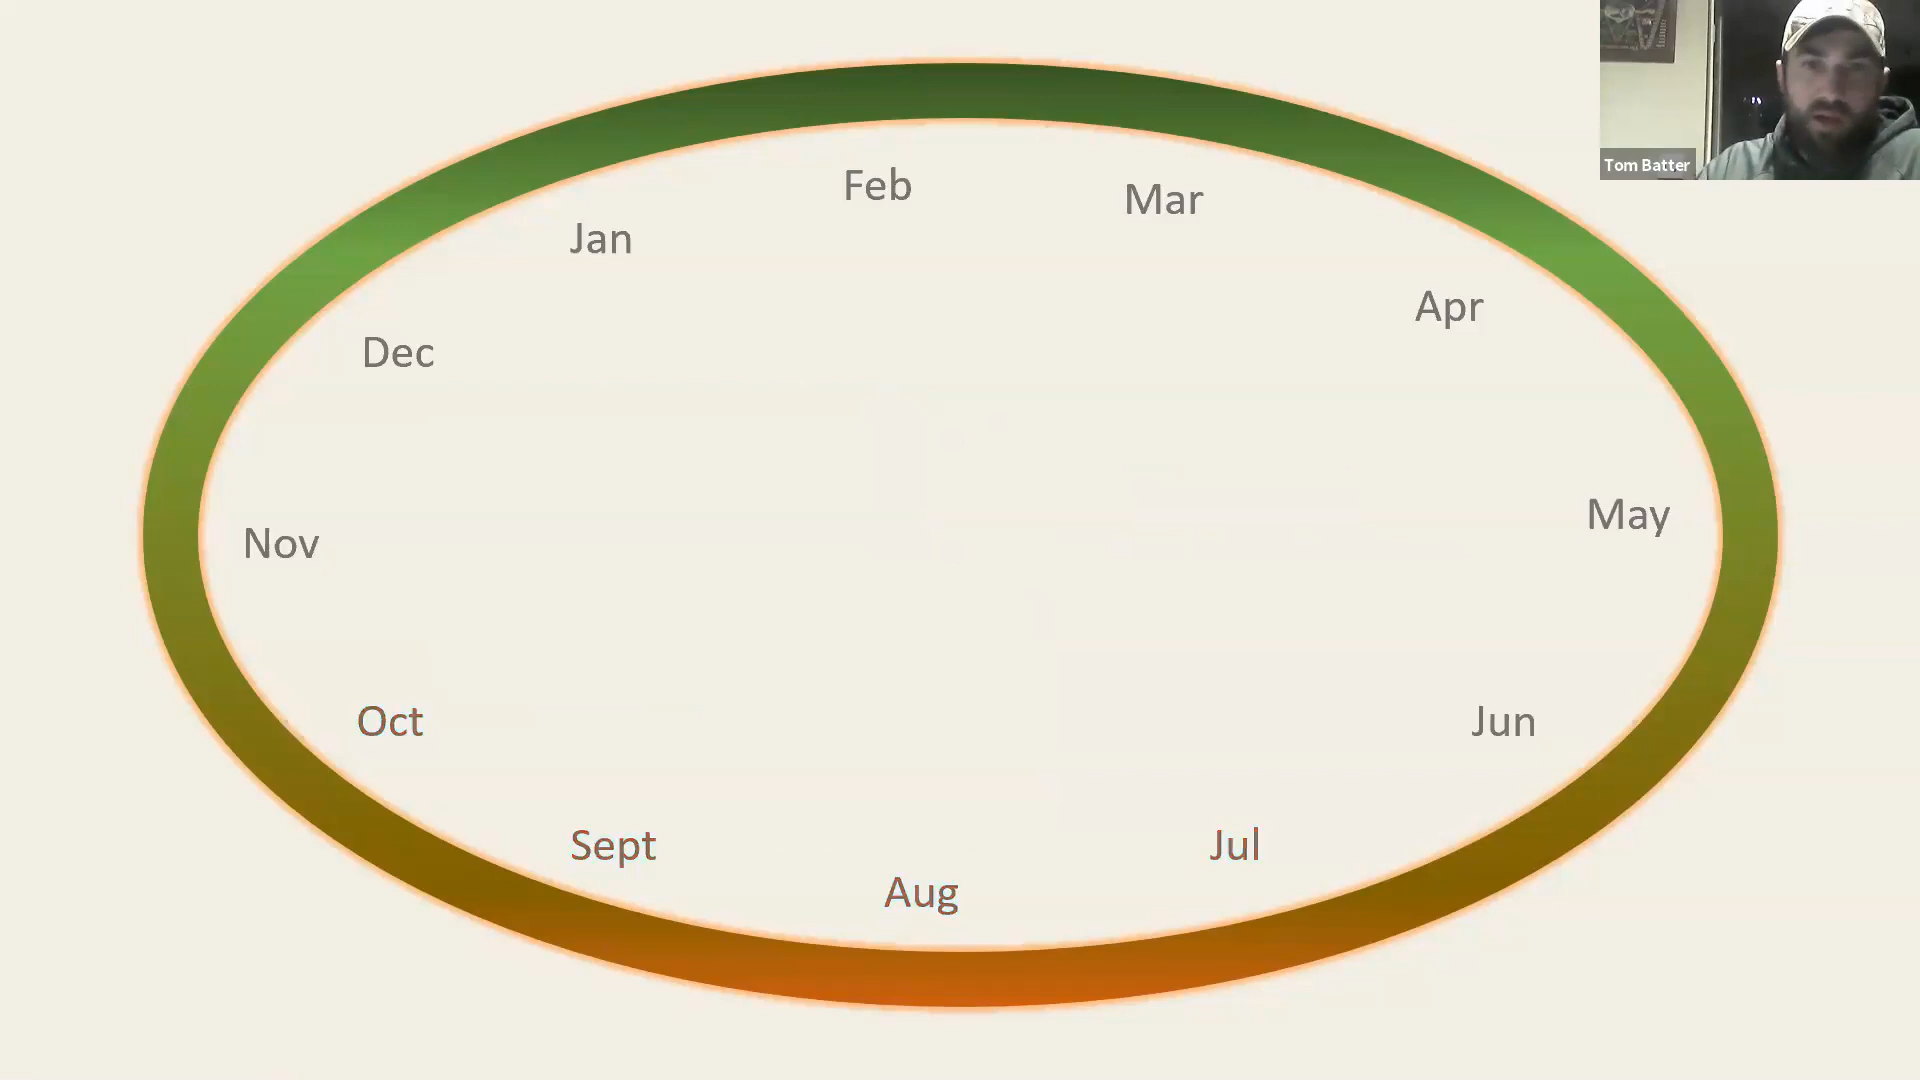 Tom Batter
Feb
Mar
Jan
Apr
Dec
May
Nov
Oct
Jun
Sept
Jul
Aug